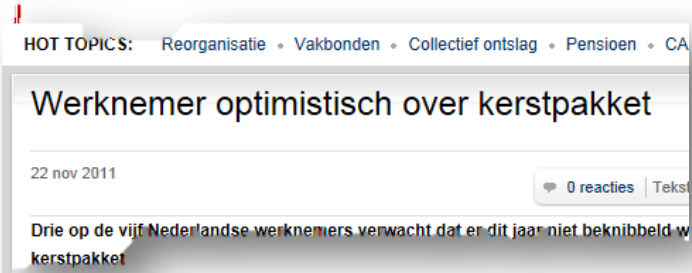 HOT TOPICS: Reorganisatie • Vakbonden • Collectief ontslag • Pensioen • CA
Werknemer optimistisch over kerstpakket
22 nov 2011
0 reacties | Tekst
Drie op de vijf Nederlandse werknemers verwacht dat er dit jaar niet beknibbeld w
kerstpakket